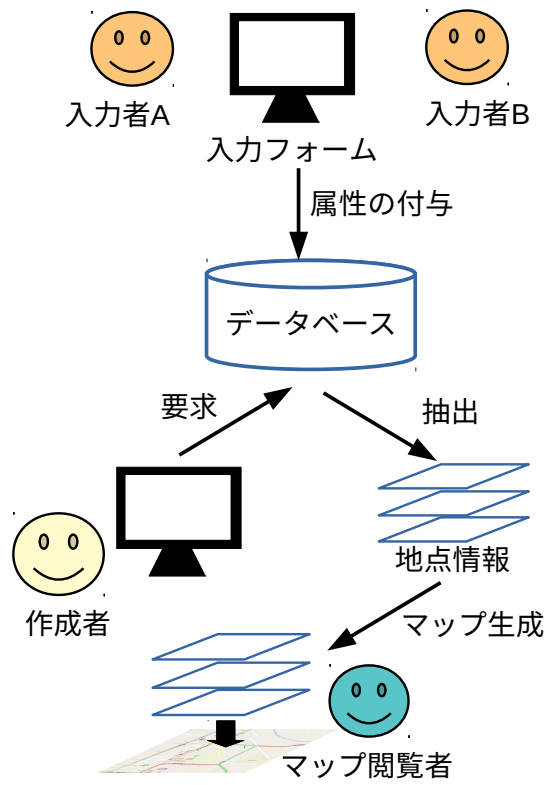 入力者A
入力者B
入力フォーム
属性の付与
データベース
要求
抽出
地点情報
作成者
マップ生成
マップ閲覧者